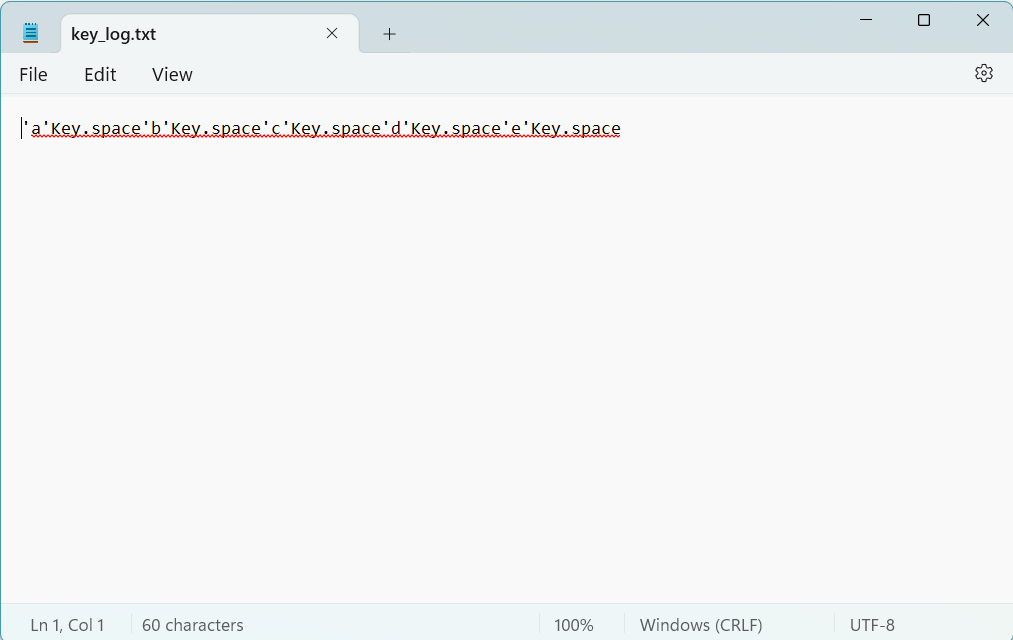 key_log.txt
File Edit View
'a'Key.space'b'Key.space'c'Key.space'd'Key.space'e'Key.space
Ln 1, Col 1 60 characters 100% Windows (CRLF) UTF-8